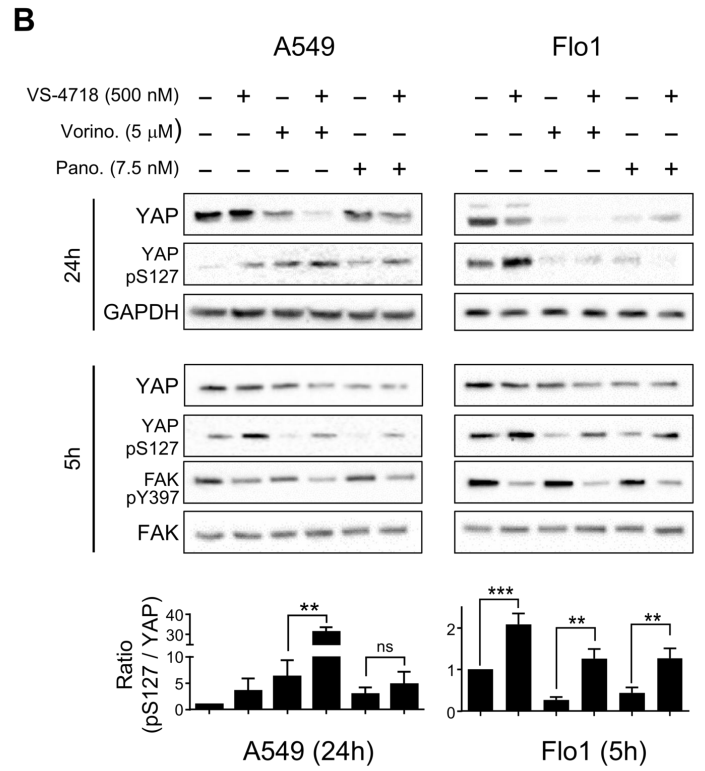 B
A549 Flo1
VS-4718 (500 nM) – + – + – + – + – + – +
Vorino. (5 μM) – – + + – – – – + + – –
Pano. (7.5 nM) – – – – + + – – – – + +
24h
YAP
YAP
pS127
GAPDH
5h
YAP
YAP
pS127
FAK
pY397
FAK
Ratio
(pS127 / YAP)
40
30
10
5
0
** ns
2
1
0
*** ** **
A549 (24h) Flo1 (5h)